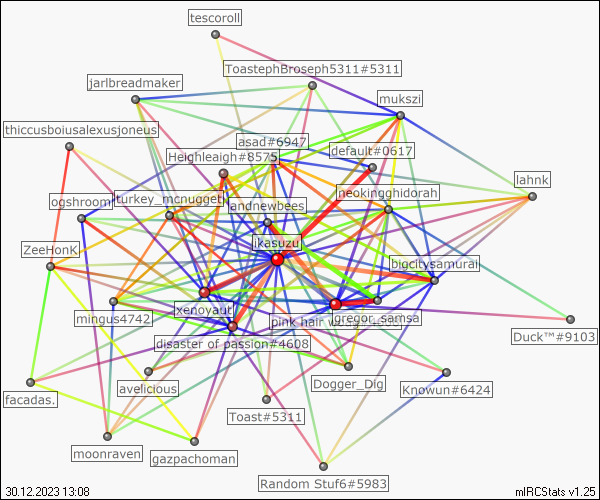 tescoroll
ToastephBroseph5311#5311
jarlbreadmaker
mukszi
thiccusboiusalexusjoneus
asad#6947
default#0617
Heighleaigh#8575
lahnk
neokingghidorah
ogshroom
turkey_mcnugget
landnewbees
ikasuzu
ZeeHonK
bigcitysamurai
xenoyaut
mingus4742
pink hair
gregor_samsa
Duck™#9103
disaster of passion#4608
Dogger_Dig
Knowun#6424
facadas.
avelicious
Toast#5311
moonraven
gazpachoman
Random Stuf6#5983
30.12.2023 13:08
mIRCStats v1.25